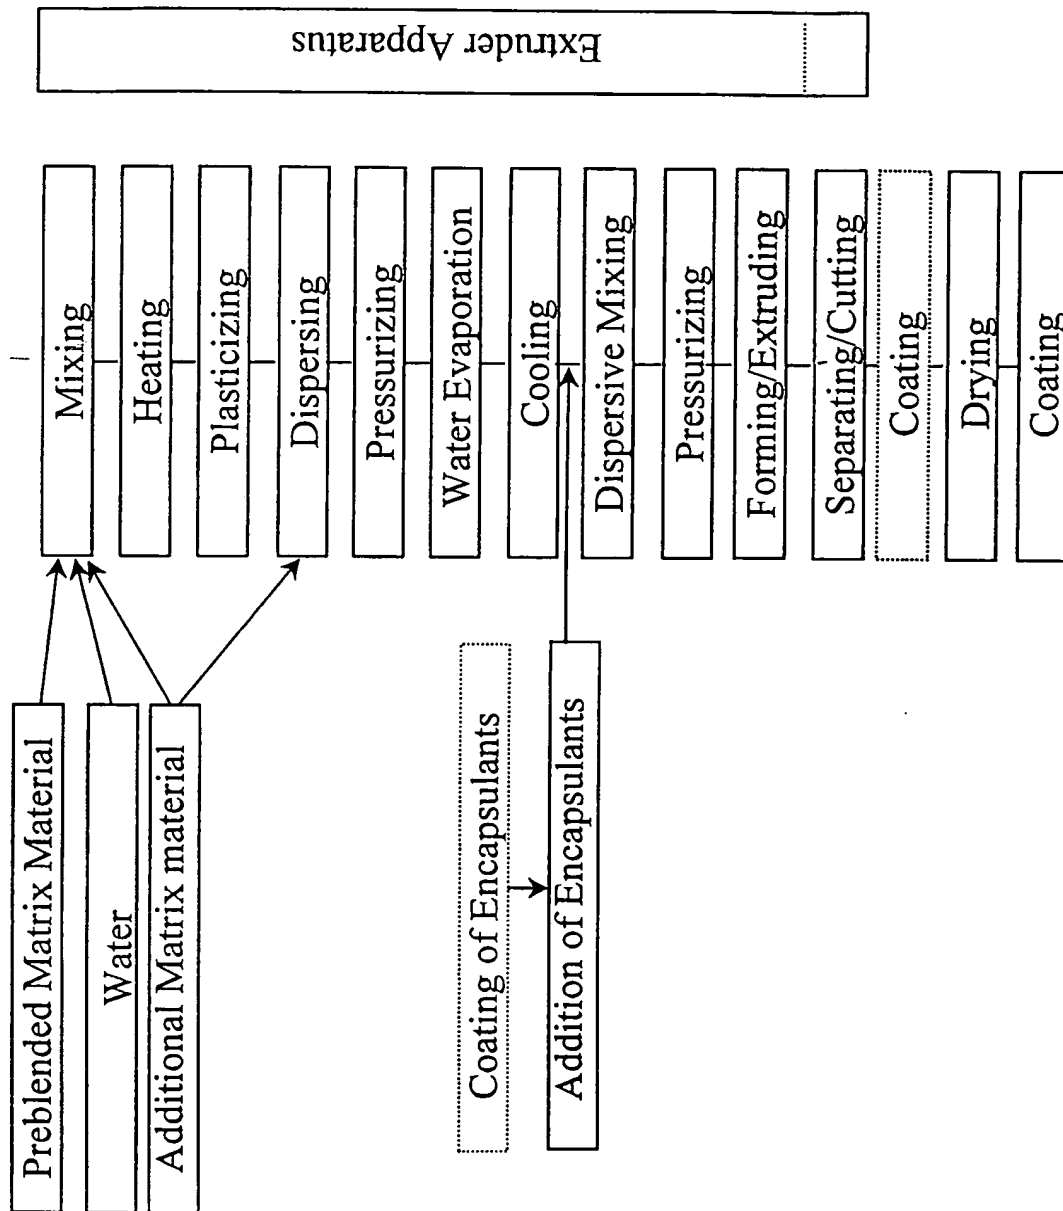 Prebleded Matrix Material
Water
Additional Matrix material
Coating of Encapsulants
Addition of Encapsulants
Mixing
Heating
Plasticizing
Dispersing
Pressurizing
Water Evaporation
Cooling
Dispersive Mixing
Pressurizing
Forming/Extruding
Separating/Cutting
Coating
Drying
Coating
Extruder Apparatus